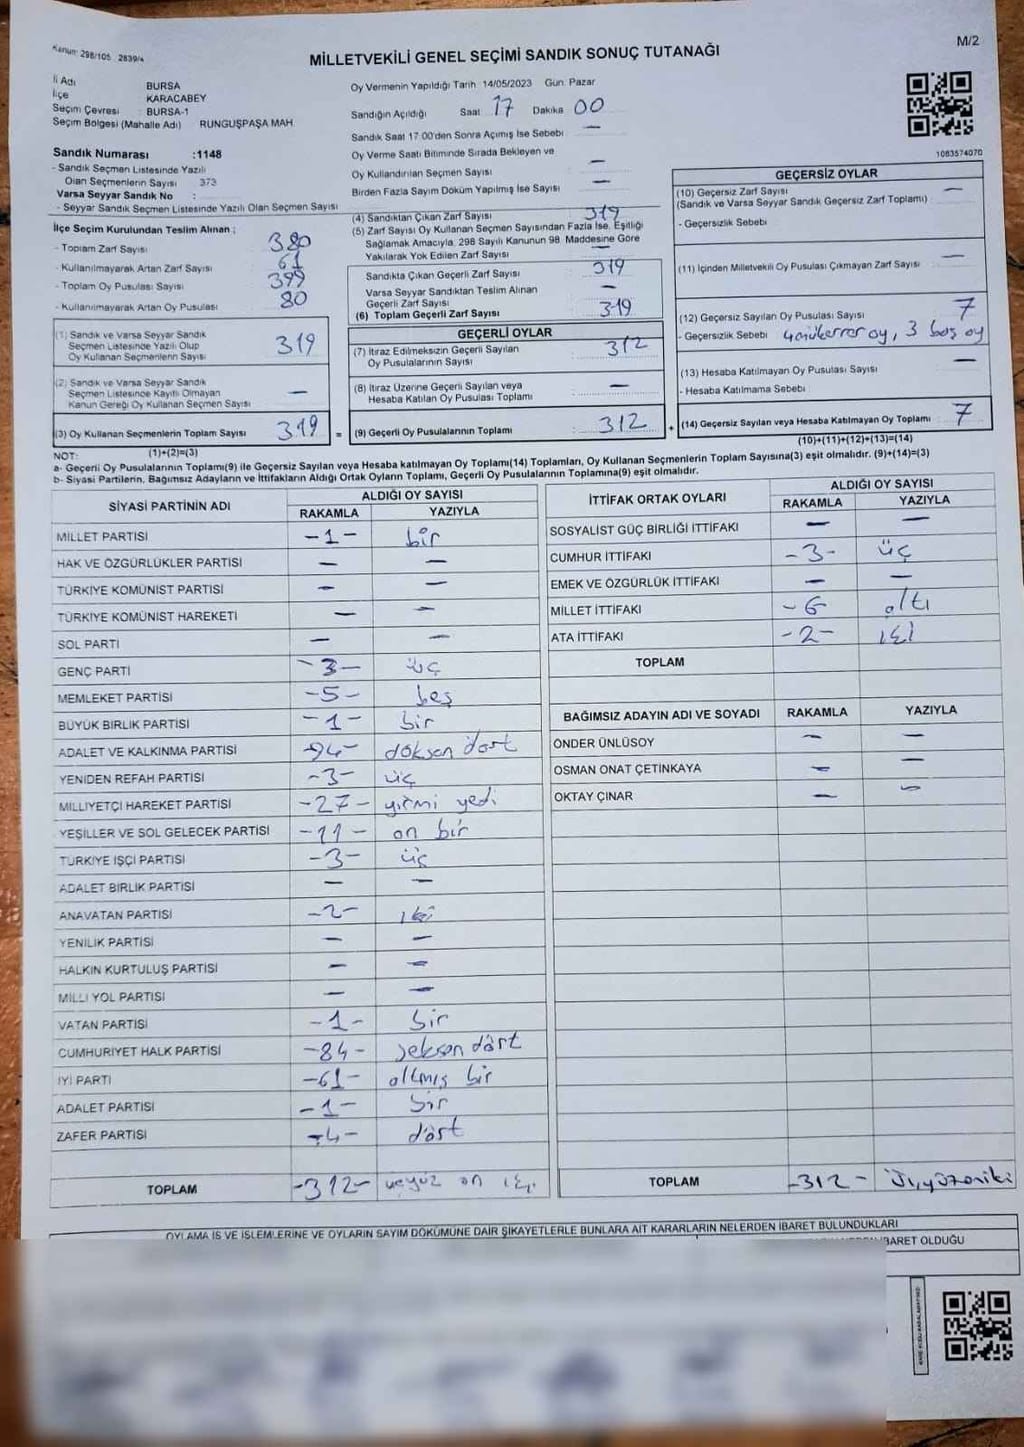 Kanun: 298/105 2839/4
M/2
MİLLETVEKİLİ GENEL SEÇİMİ SANDIK SONUÇ TUTANAĞI
İl Adı BURSA
İlçe KARACABEY
Seçim Çevresi BURSA-1
Seçim Bölgesi (Mahalle Adı) RUNGUŞPAŞA MAH.
Sandık Numarası :1148
- Sandık Seçmen Listesinde Yazılı
Olan Seçmenlerin Sayısı 373
Varsa Seyyar Sandık No :
- Seyyar Sandık Seçmen Listesinde Yazılı Olan Seçmen Sayısı
Oy Vermenin Yapıldığı Tarih 14/05/2023 Gün: Pazar
Sandığın Açıldığı Saat 17 Dakika 00
Sandık Saat 17:00'den Sonra Açımış İse Sebebi —
Oy Verme Saati Bitiminde Sırada Bekleyen ve
Oy Kullandırılan Seçmen Sayısı —
Birden Fazla Sayım Döküm Yapılmış İse Sayısı —
1083574070
İlçe Seçim Kurulundan Teslim Alınan ;
- Toplam Zarf Sayısı 380
- Kullanılmayarak Artan Zarf Sayısı 61
- Toplam Oy Pusulası Sayısı 399
- Kullanılmayarak Artan Oy Pusulası 80
(1) Sandık ve Varsa Seyyar Sandık
Seçmen Listesinde Yazılı Olup
Oy Kullanan Seçmenlerin Sayısı 319
(2) Sandık ve Varsa Seyyar Sandık
Seçmen Listesinde Kayıtlı Olmayan
Kanun Gereği Oy Kullanan Seçmen Sayısı —
(3) Oy Kullanan Seçmenlerin Toplam Sayısı 319 =
(1)+(2)=(3)
(4) Sandıktan Çıkan Zarf Sayısı 319
(5) Zarf Sayısı Oy Kullanan Seçmen Sayısından Fazla İse, Eşitliği
Sağlamak Amacıyla, 298 Sayılı Kanunun 98. Maddesine Göre
Yakılarak Yok Edilen Zarf Sayısı —
Sandıkta Çıkan Geçerli Zarf Sayısı 319
Varsa Seyyar Sandıktan Teslim Alınan
Geçerli Zarf Sayısı —
(6) Toplam Geçerli Zarf Sayısı 319
GEÇERLİ OYLAR
(7) İtiraz Edilmeksizin Geçerli Sayılan
Oy Pusulalarının Sayısı : 312
(8) İtiraz Üzerine Geçerli Sayılan veya
Hesaba Katılan Oy Pusulası Toplamı : —
(9) Geçerli Oy Pusulalarının Toplamı : 312 +
GEÇERSİZ OYLAR
(10) Geçersiz Zarf Sayısı —
(Sandık ve Varsa Seyyar Sandık Geçersiz Zarf Toplamı)
- Geçersizlik Sebebi
(11) İçinden Milletvekili Oy Pusulası Çıkmayan Zarf Sayısı —
(12) Geçersiz Sayılan Oy Pusulası Sayısı 7
- Geçersizlik Sebebi 4 mükerrer oy, 3 boş oy
(13) Hesaba Katılmayan Oy Pusulası Sayısı —
- Hesaba Katılmama Sebebi
(14) Geçersiz Sayılan veya Hesaba Katılmayan Oy Toplamı 7
(10)+(11)+(12)+(13)=(14)
NOT:
a- Geçerli Oy Pusulalarının Toplamı(9) ile Geçersiz Sayılan veya Hesaba katılmayan Oy Toplamı(14) Toplamları, Oy Kullanan Seçmenlerin Toplam Sayısına(3) eşit olmalıdır. (9)+(14)=(3)
b- Siyasi Partilerin, Bağımsız Adayların ve İttifakların Aldığı Ortak Oyların Toplamı, Geçerli Oy Pusulalarının Toplamına(9) eşit olmalıdır.
SİYASİ PARTİNİN ADI ALDIĞI OY SAYISI
RAKAMLA YAZIYLA
MİLLET PARTİSİ -1- bir
HAK VE ÖZGÜRLÜKLER PARTİSİ — —
TÜRKİYE KOMÜNİST PARTİSİ — —
TÜRKİYE KOMÜNİST HAREKETİ — —
SOL PARTİ — —
GENÇ PARTİ -3- üç
MEMLEKET PARTİSİ -5- beş
BÜYÜK BİRLİK PARTİSİ -1- bir
ADALET VE KALKINMA PARTİSİ -94- doksan dört
YENİDEN REFAH PARTİSİ -3- üç
MİLLİYETÇİ HAREKET PARTİSİ -27- yirmi yedi
YEŞİLLER VE SOL GELECEK PARTİSİ -11- on bir
TÜRKİYE İŞÇİ PARTİSİ -3- üç
ADALET BİRLİK PARTİSİ — —
ANAVATAN PARTİSİ -2- iki
YENİLİK PARTİSİ — —
HALKIN KURTULUŞ PARTİSİ — —
MİLLİ YOL PARTİSİ — —
VATAN PARTİSİ -1- bir
CUMHURİYET HALK PARTİSİ -84- seksen dört
İYİ PARTİ -61- altmış bir
ADALET PARTİSİ -1- bir
ZAFER PARTİSİ -4- dört
TOPLAM -312- üçyüz on iki
İTTİFAK ORTAK OYLARI ALDIĞI OY SAYISI
RAKAMLA YAZIYLA
SOSYALİST GÜÇ BİRLİĞİ İTTİFAKI — —
CUMHUR İTTİFAKI -3- üç
EMEK VE ÖZGÜRLÜK İTTİFAKI — —
MİLLET İTTİFAKI -6 altı
ATA İTTİFAKI -2- iki
TOPLAM
BAĞIMSIZ ADAYIN ADI VE SOYADI RAKAMLA YAZIYLA
ÖNDER ÜNLÜSOY — —
OSMAN ONAT ÇETİNKAYA — —
OKTAY ÇINAR — —
TOPLAM -312- üçyüzoniki
OYLAMA İŞ VE İŞLEMLERİNE VE OYLARIN SAYIM DÖKÜMÜNE DAİR ŞİKAYETLERLE BUNLARA AİT KARARLARIN NELERDEN İBARET BULUNDUKLARI
İBARET OLDUĞU